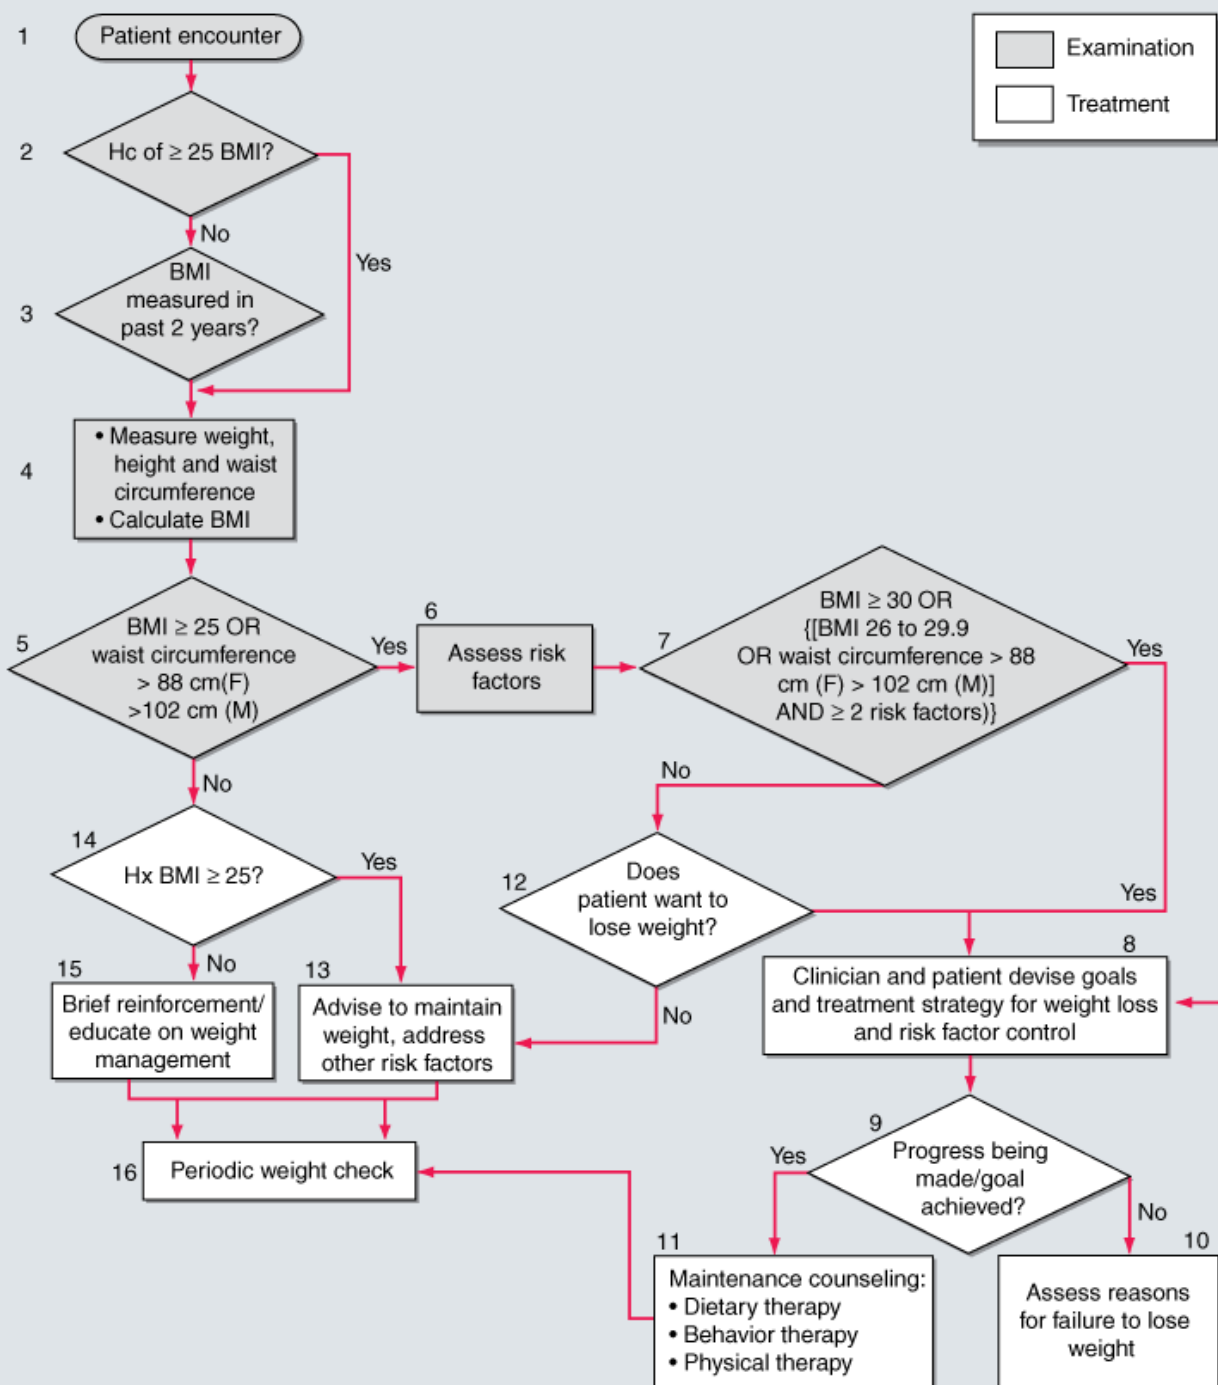 1
Patient encounter
Examination
Treatment
2
Hc of ≥ 25 BMI?
No
Yes
3
BMI
measured in
past 2 years?
4
• Measure weight,
height and waist
circumference
• Calculate BMI
5
BMI ≥ 25 OR
waist circumference
> 88 cm(F)
>102 cm (M)
Yes
6
Assess risk
factors
7
BMI ≥ 30 OR
{[BMI 26 to 29.9
OR waist circumference > 88
cm (F) > 102 cm (M)]
AND ≥ 2 risk factors)}
Yes
No
No
14
Hx BMI ≥ 25?
Yes
12
Does
patient want to
lose weight?
Yes
8
Clinician and patient devise goals
and treatment strategy for weight loss
and risk factor control
No
15
Brief reinforcement/
educate on weight
management
13
Advise to maintain
weight, address
other risk factors
No
16
Periodic weight check
9
Progress being
made/goal
achieved?
Yes
No
11
Maintenance counseling:
• Dietary therapy
• Behavior therapy
• Physical therapy
10
Assess reasons
for failure to lose
weight